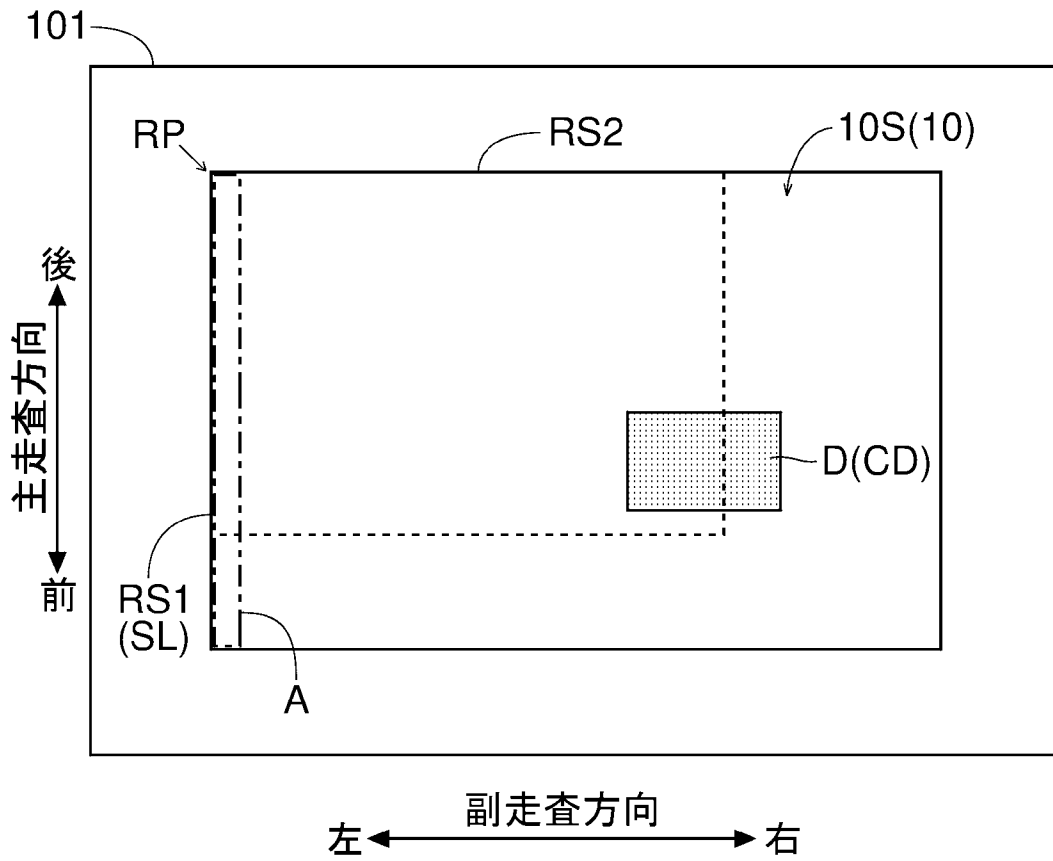 101
RP
RS2
10S(10)
後
主走査方向
前
D(CD)
RS1
(SL)
A
副走査方向
左
右